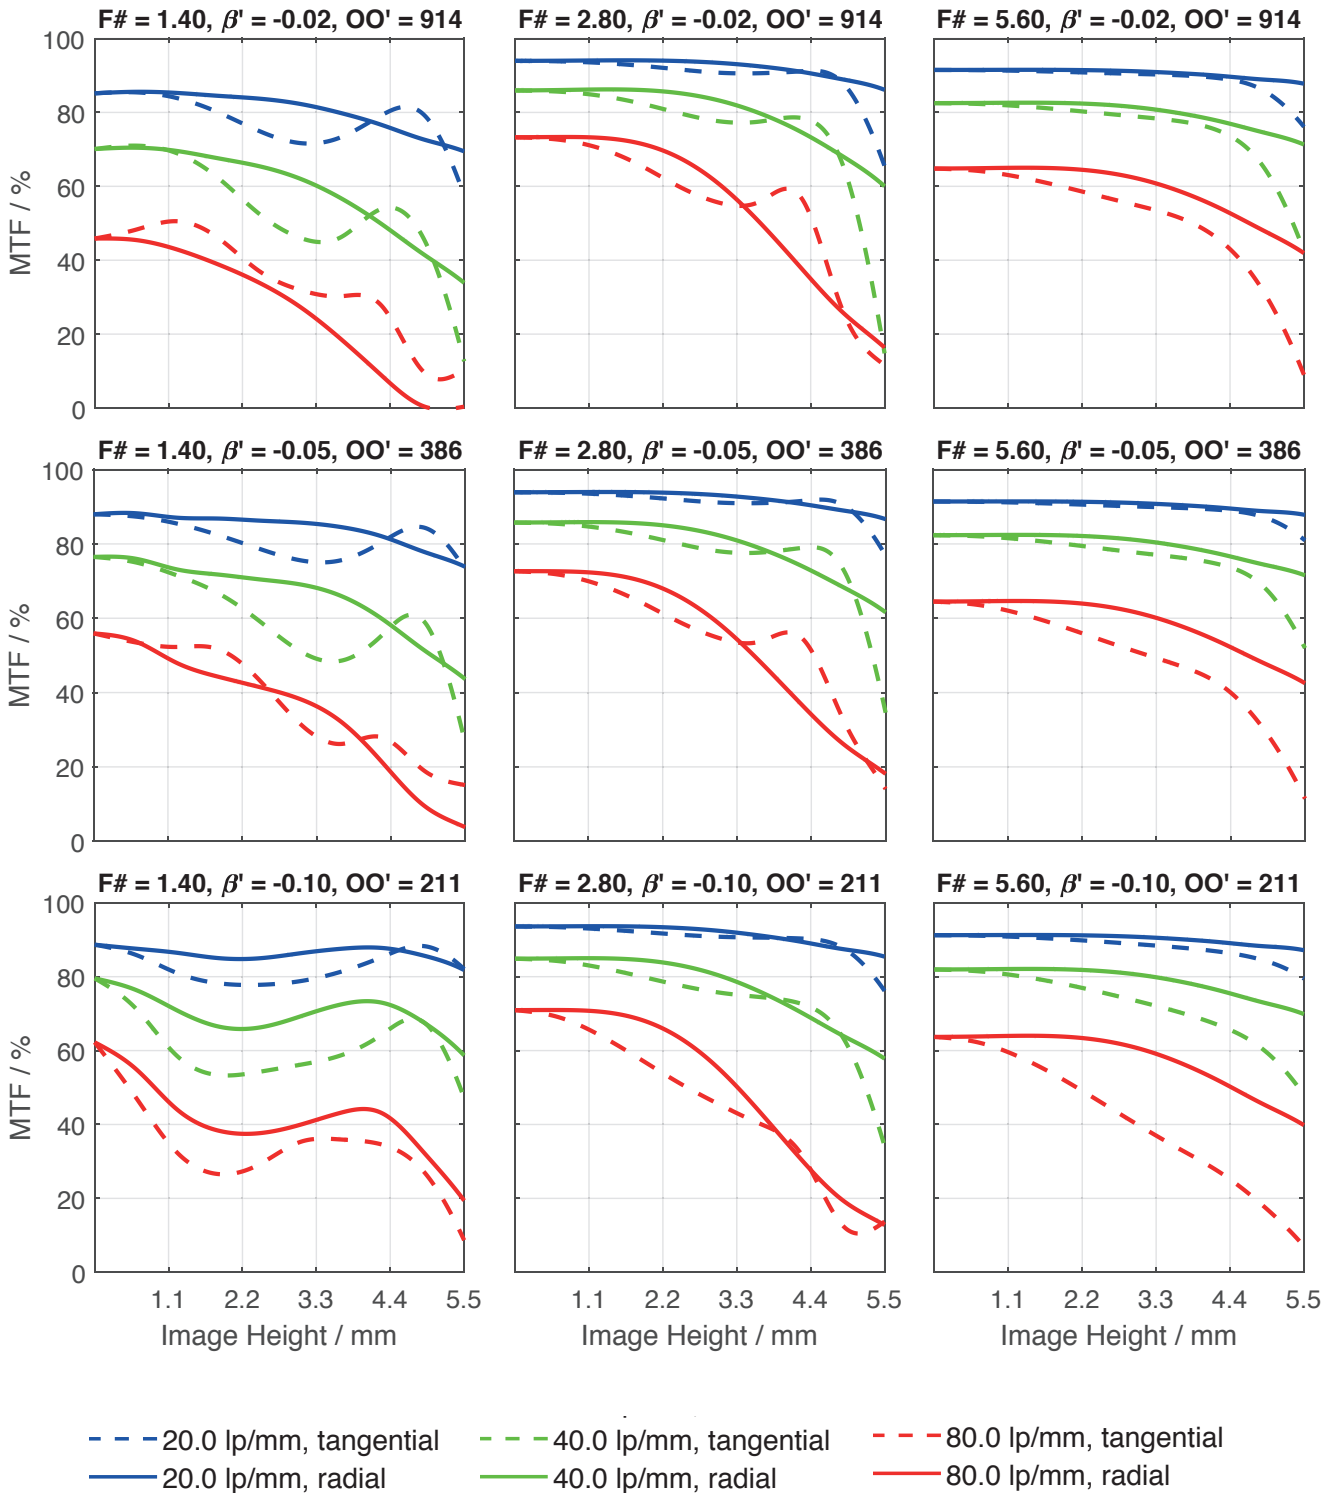 F# = 1.40, β' = -0.02, OO' = 914
F# = 2.80, β' = -0.02, OO' = 914
F# = 5.60, β' = -0.02, OO' = 914
100
80
60
40
20
0
MTF / %
F# = 1.40, β' = -0.05, OO' = 386
F# = 2.80, β' = -0.05, OO' = 386
F# = 5.60, β' = -0.05, OO' = 386
100
80
60
40
20
0
MTF / %
F# = 1.40, β' = -0.10, OO' = 211
F# = 2.80, β' = -0.10, OO' = 211
F# = 5.60, β' = -0.10, OO' = 211
100
80
60
40
20
0
MTF / %
1.1 2.2 3.3 4.4 5.5
1.1 2.2 3.3 4.4 5.5
1.1 2.2 3.3 4.4 5.5
Image Height / mm
Image Height / mm
Image Height / mm
20.0 lp/mm, tangential
40.0 lp/mm, tangential
80.0 lp/mm, tangential
20.0 lp/mm, radial
40.0 lp/mm, radial
80.0 lp/mm, radial